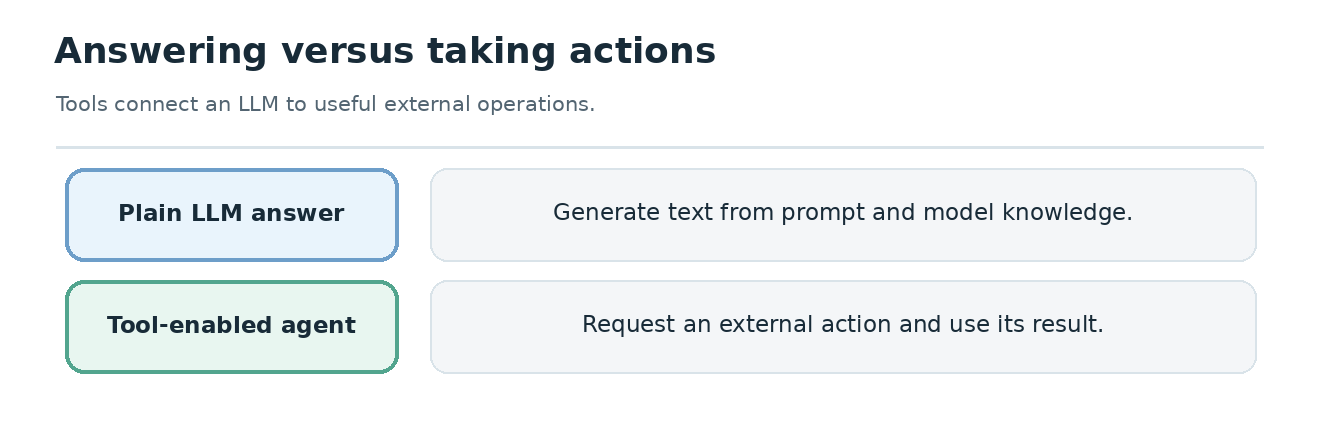 Answering versus taking actions
Tools connect an LLM to useful external operations.
Plain LLM answer
Generate text from prompt and model knowledge.
Tool-enabled agent
Request an external action and use its result.